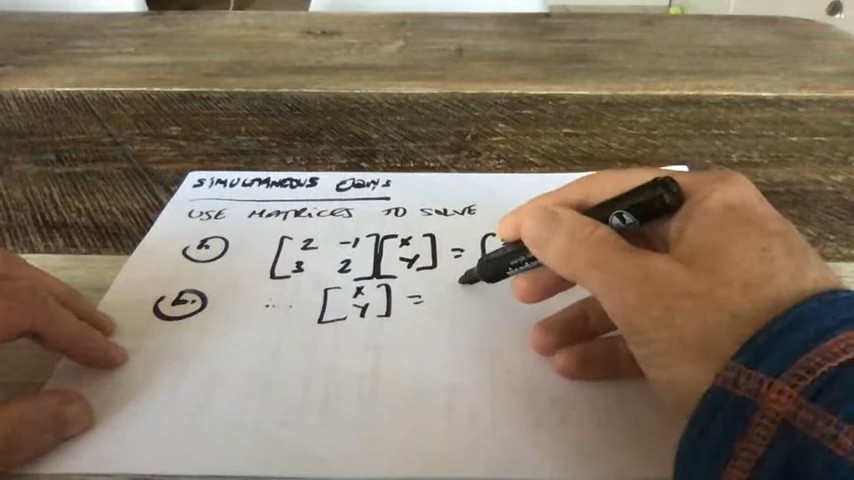 SIMULTANEOUS EQNS
USE MATRICES TO SOLVE
a. [2 -1 3 2] [x y] = [
b. ∴ [x y] =